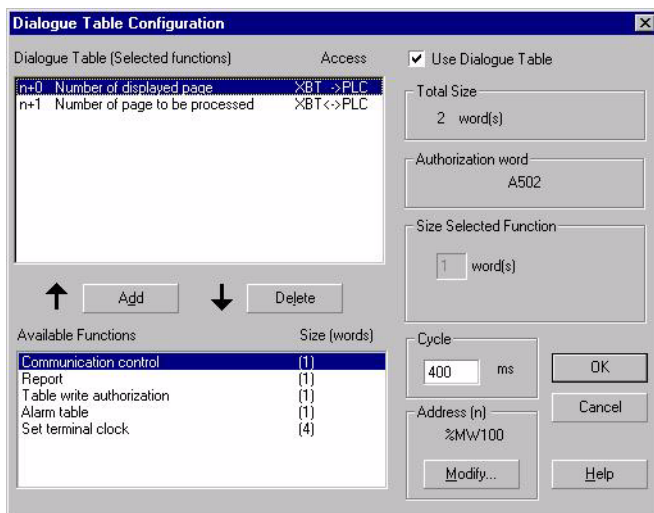 Dialogue Table Configuration
Dialogue Table (Selected functions) Access
n+0 Number of displayed page XBT ->PLC
n+1 Number of page to be processed XBT<->PLC
Use Dialogue Table
Total Size
2 word(s)
Authorization word
A502
Size Selected Function
1 word(s)
Add
Delete
Available Functions Size (words)
Communication control (1)
Report (1)
Table write authorization (1)
Alarm table (1)
Set terminal clock (4)
Cycle
400 ms
Address (n)
%MW100
Modify...
OK
Cancel
Help